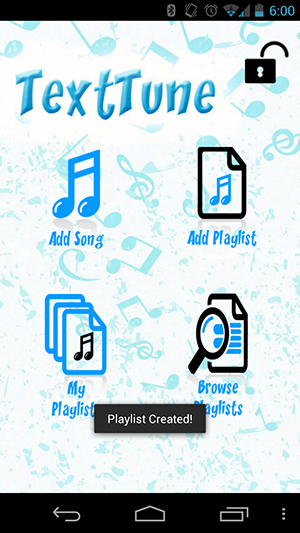 6:00
TextTune
Add Song
Add Playlist
My
Playlist
Browse
Playlists
Playlist Created!